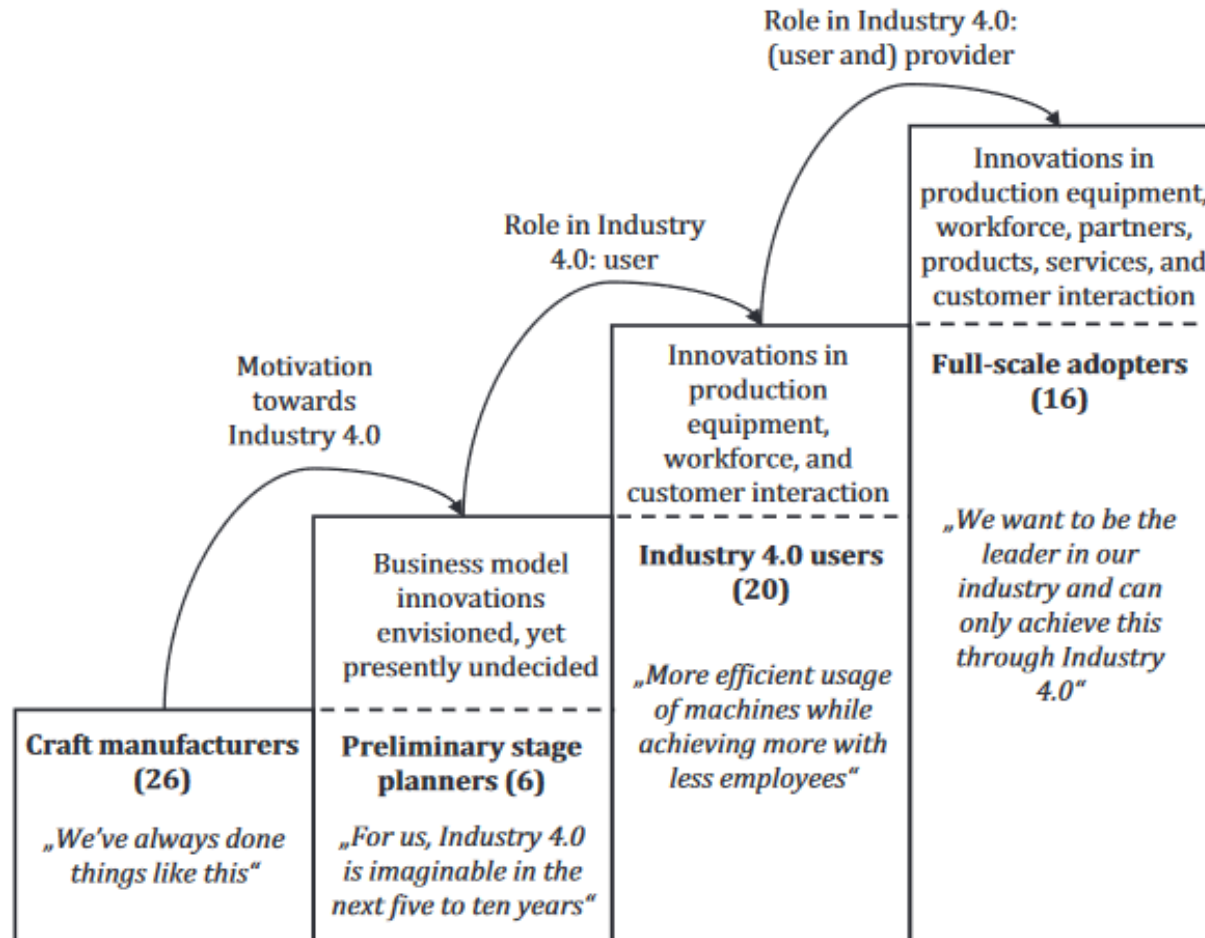 Role in Industry 4.0:
(user and) provider
Innovations in
production equipment,
workforce, partners,
products, services, and
customer interaction
Full-scale adopters
(16)
„We want to be the
leader in our
industry and can
only achieve this
through Industry
4.0“
Role in Industry
4.0: user
Innovations in
production
equipment,
workforce, and
customer interaction
Industry 4.0 users
(20)
„More efficient usage
of machines while
achieving more with
less employees“
Motivation
towards
Industry 4.0
Business model
innovations
envisioned, yet
presently undecided
Preliminary stage
planners (6)
„For us, Industry 4.0
is imaginable in the
next five to ten years“
Craft manufacturers
(26)
„We’ve always done
things like this“